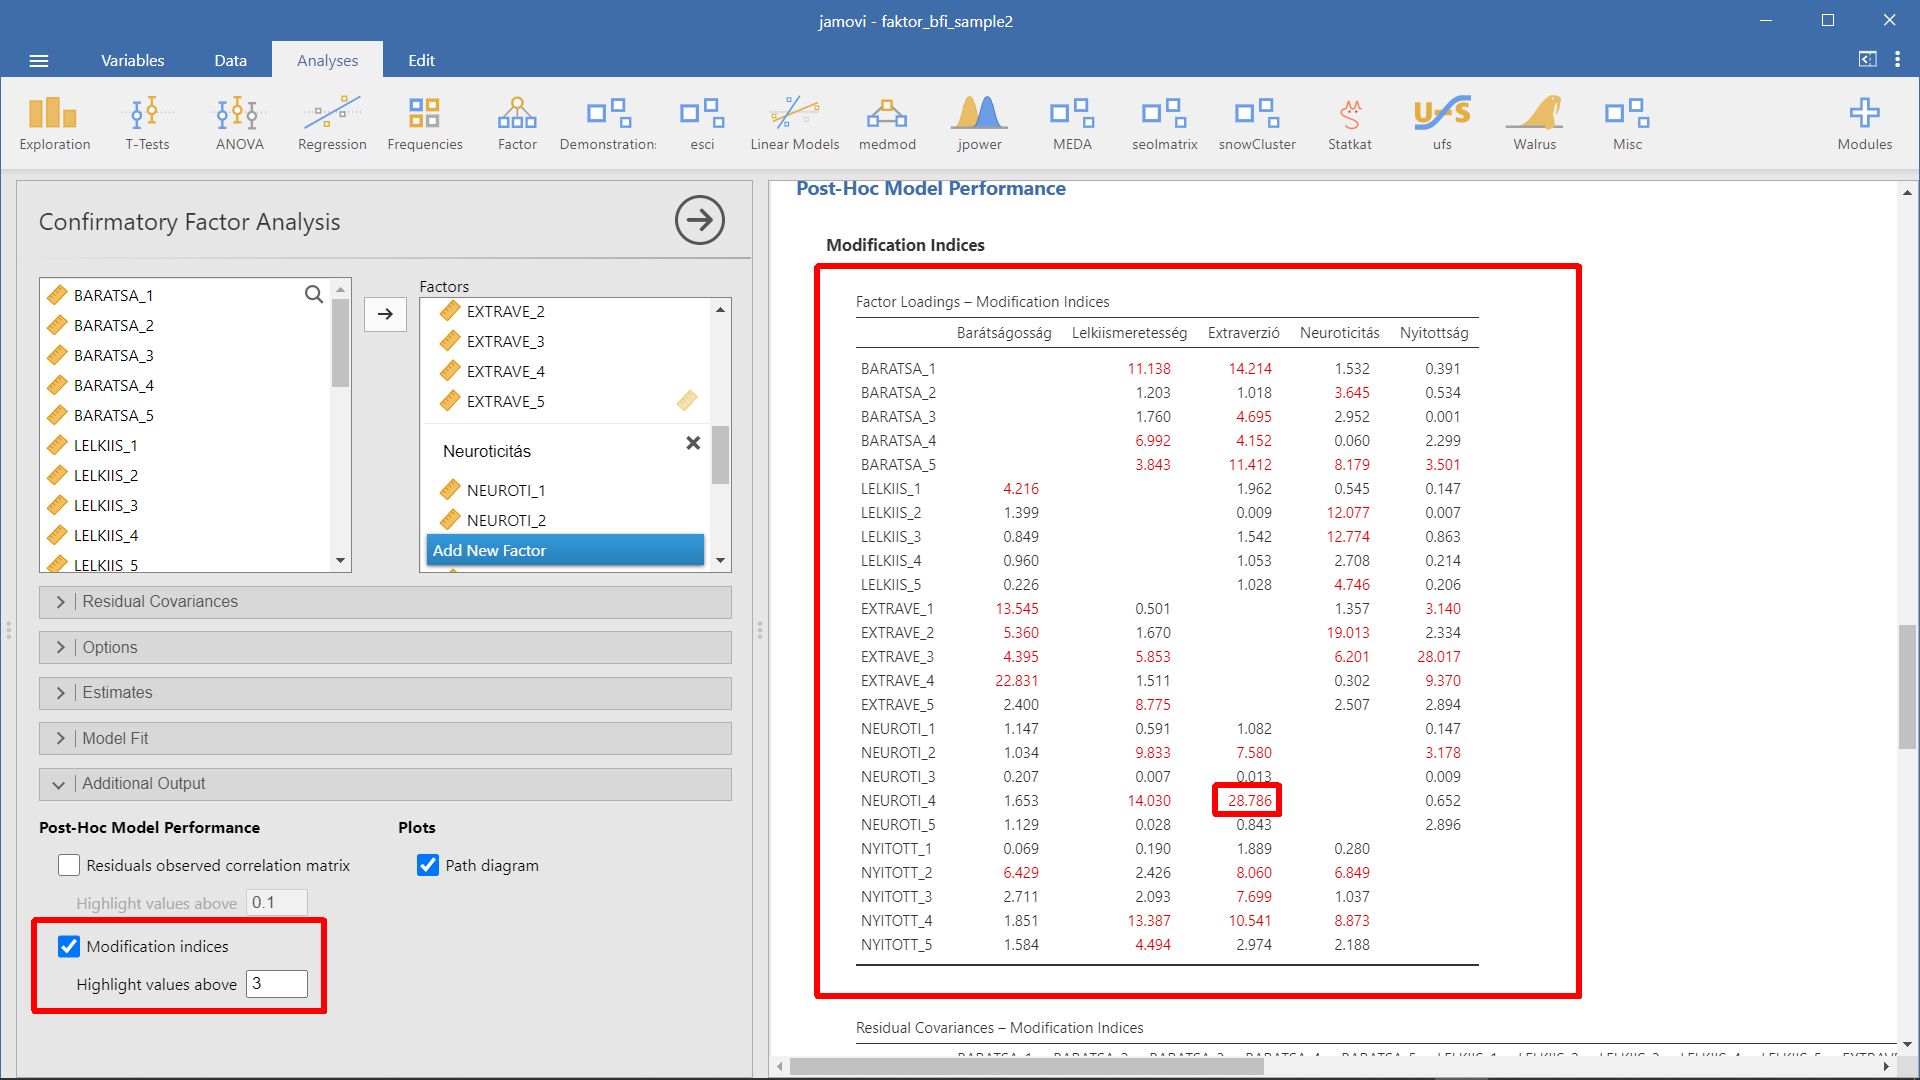 jamovi - faktor_bfi_sample2
Variables Data Analyses Edit
Exploration T-Tests ANOVA Regression Frequencies Factor Demonstrations esci Linear Models medmod jpower MEDA seolmatrix snowCluster Statkat ufs Walrus Misc Modules
Confirmatory Factor Analysis
BARATSA_1
BARATSA_2
BARATSA_3
BARATSA_4
BARATSA_5
LELKIIS_1
LELKIIS_2
LELKIIS_3
LELKIIS_4
LELKIIS_5
Factors
EXTRAVE_2
EXTRAVE_3
EXTRAVE_4
EXTRAVE_5
Neuroticitás
NEUROTI_1
NEUROTI_2
Add New Factor
Residual Covariances
Options
Estimates
Model Fit
Additional Output
Post-Hoc Model Performance
Residuals observed correlation matrix
Highlight values above 0.1
Modification indices
Highlight values above 3
Plots
Path diagram
Post-Hoc Model Performance
Modification Indices
Factor Loadings – Modification Indices
Barátságosság Lelkiismeretesség Extraverzió Neuroticitás Nyitottság
BARATSA_1 11.138 14.214 1.532 0.391
BARATSA_2 1.203 1.018 3.645 0.534
BARATSA_3 1.760 4.695 2.952 0.001
BARATSA_4 6.992 4.152 0.060 2.299
BARATSA_5 3.843 11.412 8.179 3.501
LELKIIS_1 4.216 1.962 0.545 0.147
LELKIIS_2 1.399 0.009 12.077 0.007
LELKIIS_3 0.849 1.542 12.774 0.863
LELKIIS_4 0.960 1.053 2.708 0.214
LELKIIS_5 0.226 1.028 4.746 0.206
EXTRAVE_1 13.545 0.501 1.357 3.140
EXTRAVE_2 5.360 1.670 19.013 2.334
EXTRAVE_3 4.395 5.853 6.201 28.017
EXTRAVE_4 22.831 1.511 0.302 9.370
EXTRAVE_5 2.400 8.775 2.507 2.894
NEUROTI_1 1.147 0.591 1.082 0.147
NEUROTI_2 1.034 9.833 7.580 3.178
NEUROTI_3 0.207 0.007 0.013 0.009
NEUROTI_4 1.653 14.030 28.786 0.652
NEUROTI_5 1.129 0.028 0.843 2.896
NYITOTT_1 0.069 0.190 1.889 0.280
NYITOTT_2 6.429 2.426 8.060 6.849
NYITOTT_3 2.711 2.093 7.699 1.037
NYITOTT_4 1.851 13.387 10.541 8.873
NYITOTT_5 1.584 4.494 2.974 2.188
Residual Covariances – Modification Indices